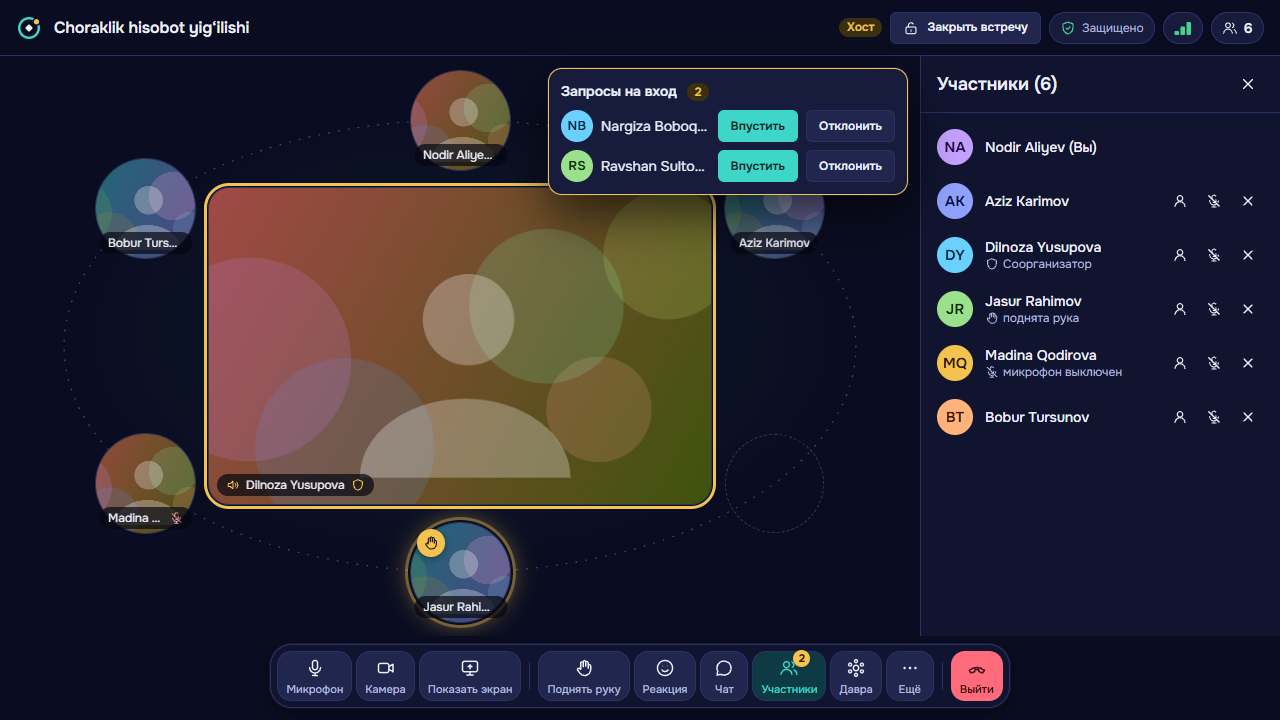 Choraklik hisobot yig‘ilishi
Хост
Закрыть встречу
Защищено
6
Запросы на вход 2
NB Nargiza Boboq... Впустить Отклонить
RS Ravshan Sulto... Впустить Отклонить
Nodir Aliye...
Bobur Turs...
Aziz Karimov
Dilnoza Yusupova
Madina ...
Jasur Rahi...
Участники (6)
NA Nodir Aliyev (Вы)
AK Aziz Karimov
DY Dilnoza Yusupova
Соорганизатор
JR Jasur Rahimov
поднята рука
MQ Madina Qodirova
микрофон выключен
BT Bobur Tursunov
Микрофон
Камера
Показать экран
Поднять руку
Реакция
Чат
2
Участники
Давра
Ещё
Выйти